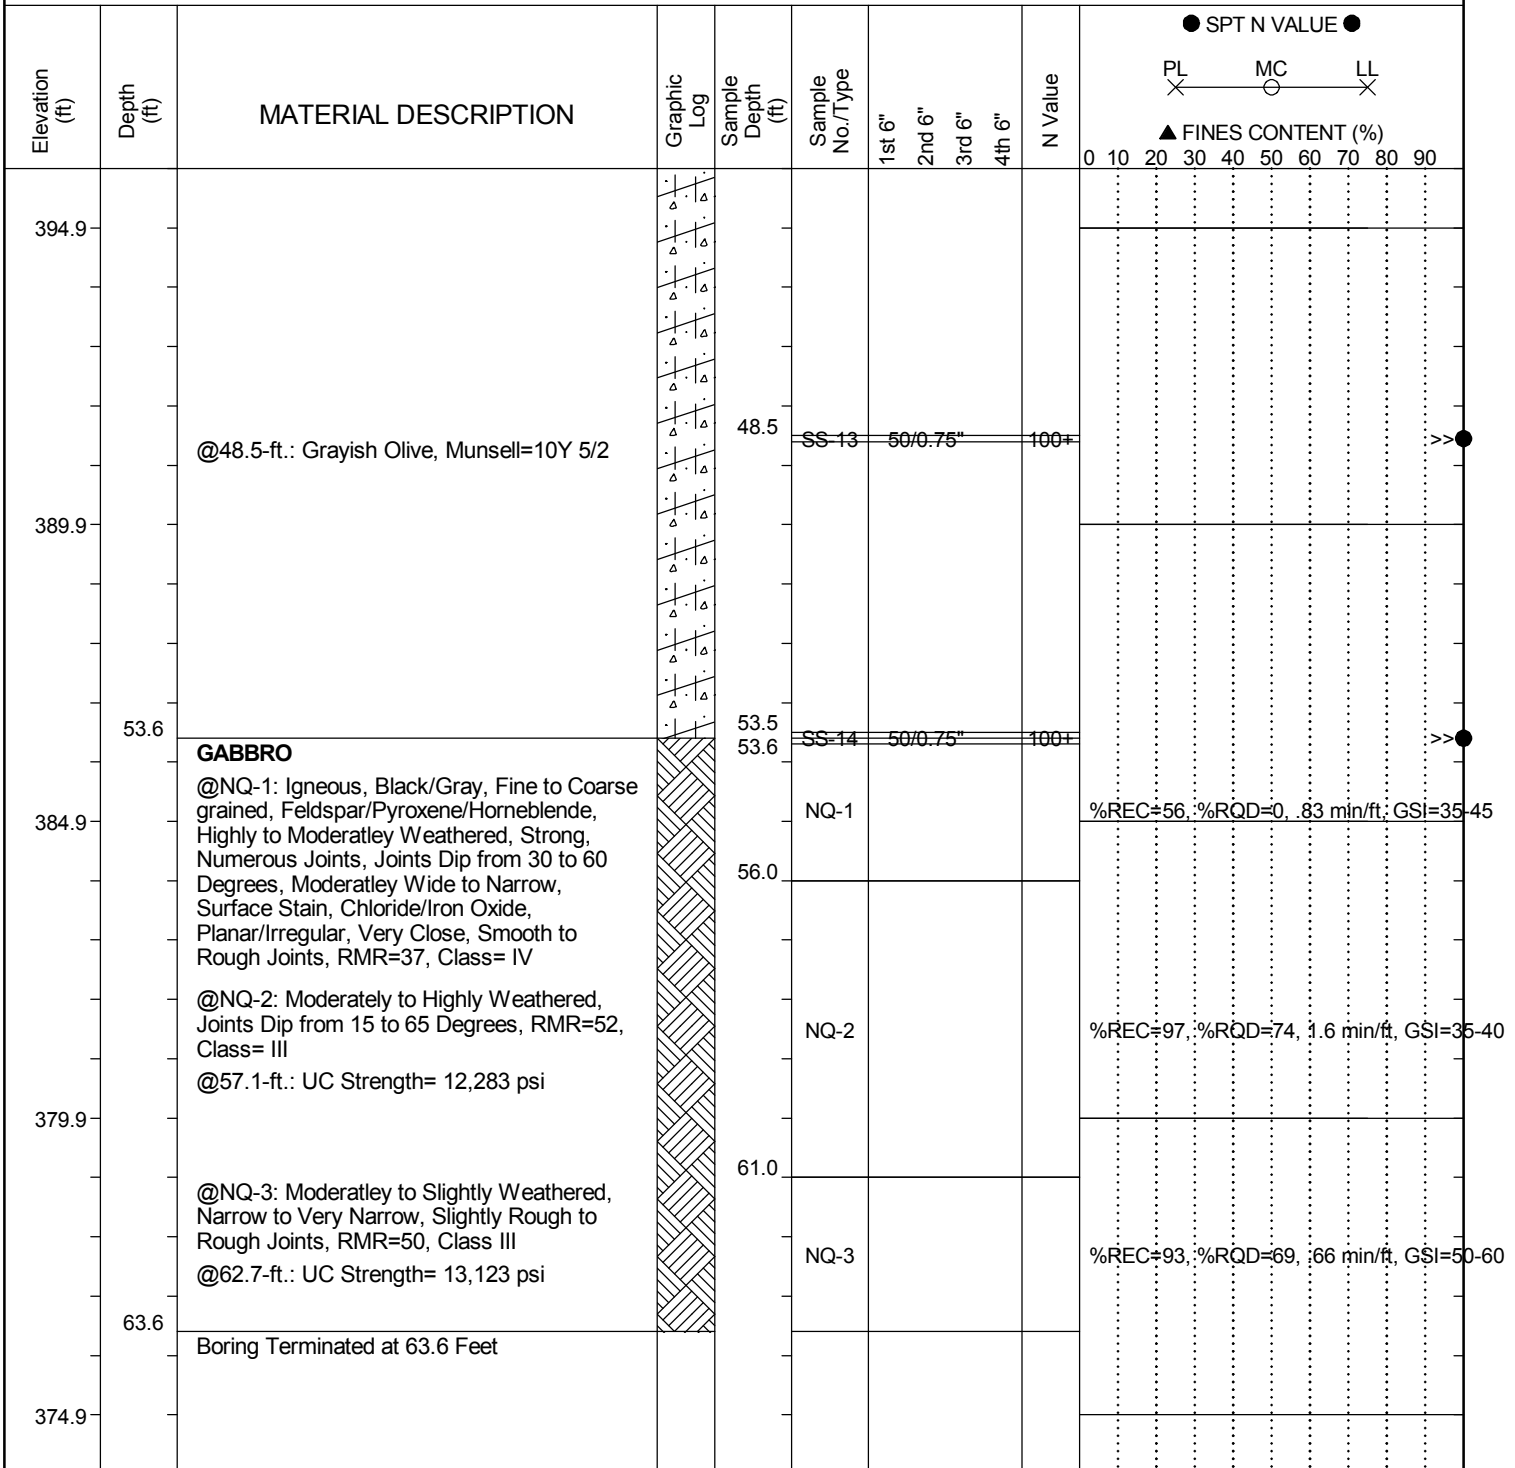 ● SPT N VALUE ●
PL MC LL
▲ FINES CONTENT (%)
0 10 20 30 40 50 60 70 80 90
Elevation
(ft)
Depth
(ft)
MATERIAL DESCRIPTION
Graphic
Log
Sample
Depth
(ft)
Sample
No./Type
1st 6"
2nd 6"
3rd 6"
4th 6"
N Value
394.9
48.5
@48.5-ft.: Grayish Olive, Munsell=10Y 5/2
SS-13 50/0.75" 100+ >>●
389.9
53.6
53.5
SS-14 50/0.75" 100+ >>●
53.6
GABBRO
@NQ-1: Igneous, Black/Gray, Fine to Coarse
grained, Feldspar/Pyroxene/Horneblende,
Highly to Moderatley Weathered, Strong,
Numerous Joints, Joints Dip from 30 to 60
Degrees, Moderatley Wide to Narrow,
Surface Stain, Chloride/Iron Oxide,
Planar/Irregular, Very Close, Smooth to
Rough Joints, RMR=37, Class= IV
NQ-1 %REC=56, %RQD=0, .83 min/ft, GSI=35-45
384.9
56.0
@NQ-2: Moderately to Highly Weathered,
Joints Dip from 15 to 65 Degrees, RMR=52,
Class= III
NQ-2 %REC=97, %RQD=74, 1.6 min/ft, GSI=35-40
@57.1-ft.: UC Strength= 12,283 psi
379.9
61.0
@NQ-3: Moderatley to Slightly Weathered,
Narrow to Very Narrow, Slightly Rough to
Rough Joints, RMR=50, Class III
NQ-3 %REC=93, %RQD=69, .66 min/ft, GSI=50-60
@62.7-ft.: UC Strength= 13,123 psi
63.6
Boring Terminated at 63.6 Feet
374.9